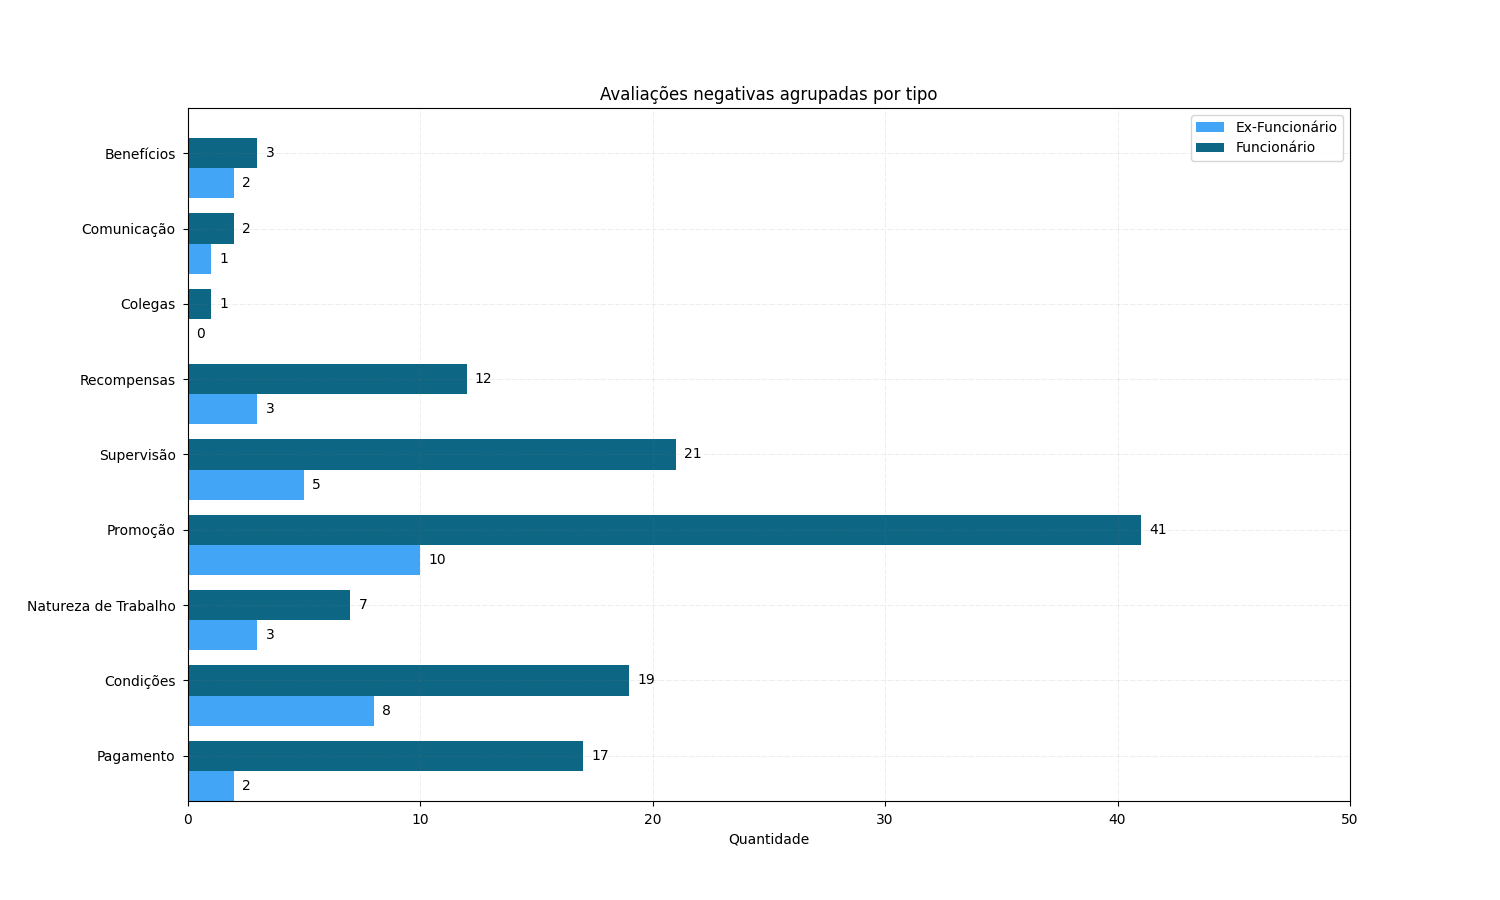 Avaliações negativas agrupadas por tipo
Ex-Funcionário
Funcionário
Benefícios
3
2
Comunicação
2
1
Colegas
1
0
Recompensas
12
3
Supervisão
21
5
Promoção
41
10
Natureza de Trabalho
7
3
Condições
19
8
Pagamento
17
2
0 10 20 30 40 50
Quantidade